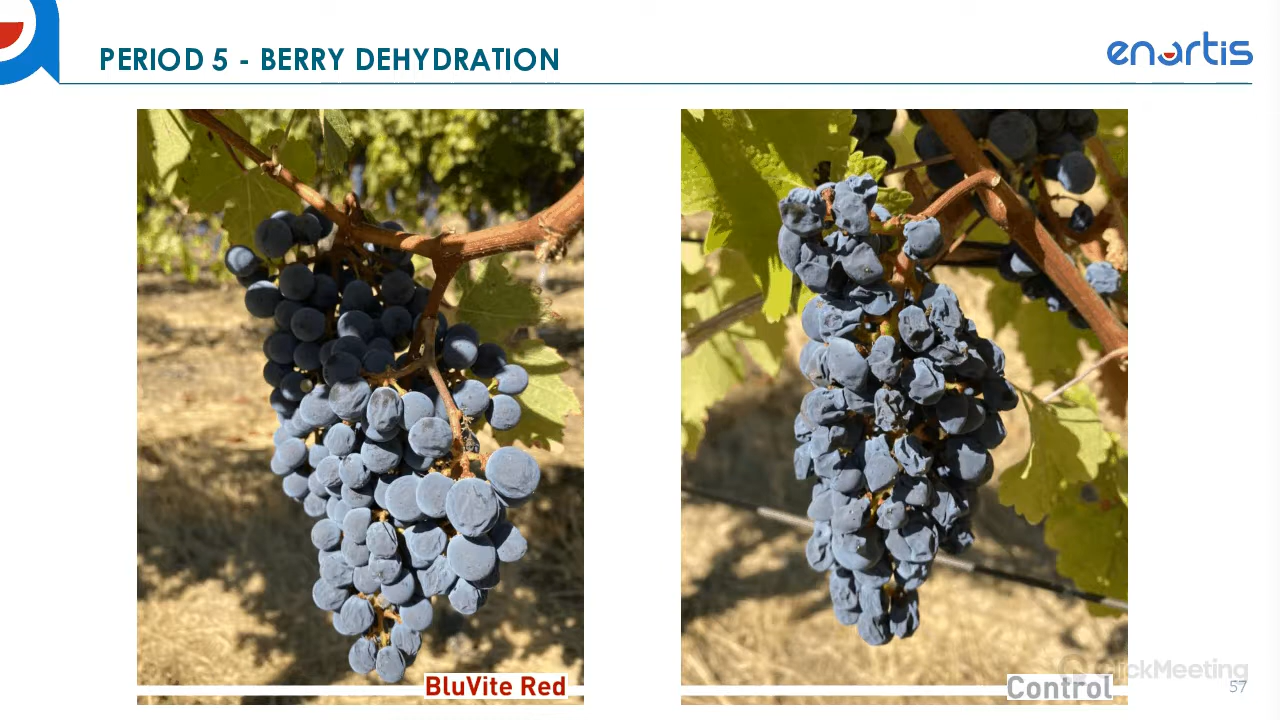 PERIOD 5 - BERRY DEHYDRATION
enartis
BluVite Red
Control
ClickMeeting
57